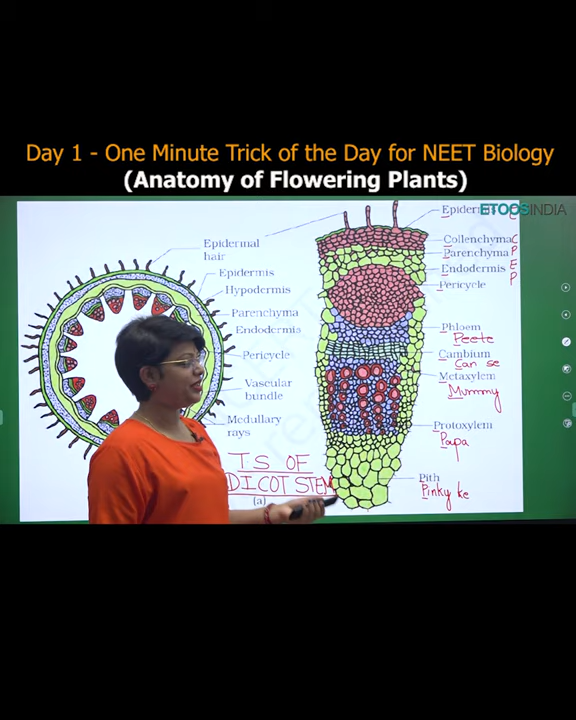 Day 1 - One Minute Trick of the Day for NEET Biology
(Anatomy of Flowering Plants)
ETOOSINDIA
Epidermal
hair
Epidermis
Hypodermis
Parenchyma
Endodermis
Pericycle
Vascular
bundle
Medullary
rays
T.S OF
DICOT STEM
(a)
Epidermis
Collenchyma
Parenchyma
Endodermis
Pericycle
E
C
P
E
P
Phloem
Peete
Cambium
Can se
Metaxylem
Mummy
Protoxylem
Papa
Pith
Pinky ke